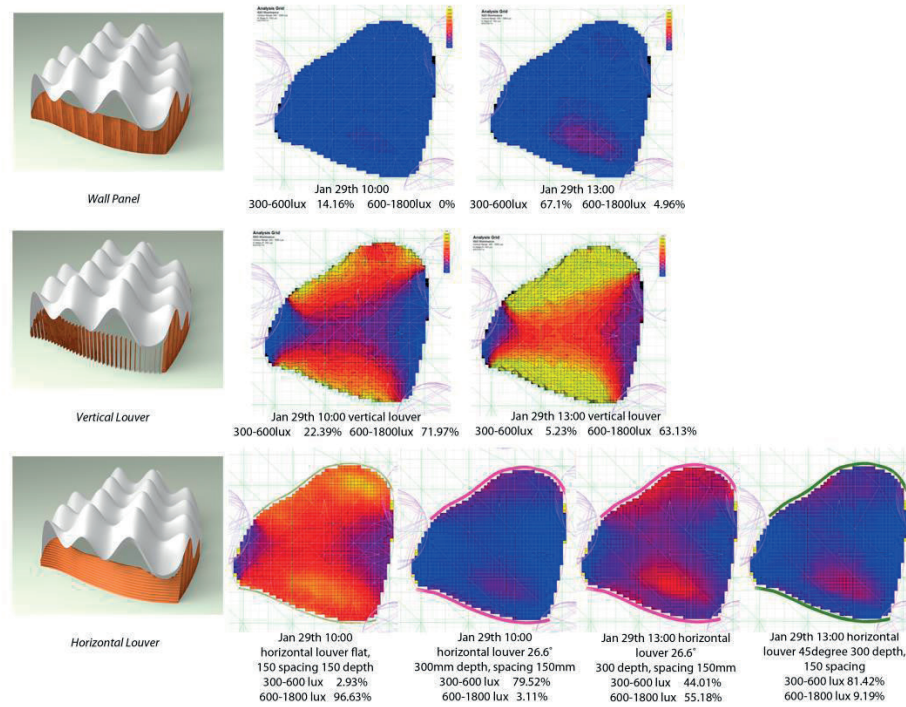 Analysis Grid
Analysis Grid
Wall Panel
Jan 29th 10:00
300-600lux 14.16% 600-1800lux 0%
Jan 29th 13:00
300-600lux 67.1% 600-1800lux 4.96%
Analysis Grid
Analysis Grid
Vertical Louver
Jan 29th 10:00 vertical louver
300-600lux 22.39% 600-1800lux 71.97%
Jan 29th 13:00 vertical louver
300-600lux 5.23% 600-1800lux 63.13%
Horizontal Louver
Jan 29th 10:00
horizontal louver flat,
150 spacing 150 depth
300-600 lux 2.93%
600-1800 lux 96.63%
Jan 29th 10:00
horizontal louver 26.6°
300mm depth, spacing 150mm
300-600 lux 79.52%
600-1800 lux 3.11%
Jan 29th 13:00 horizontal
louver 26.6°
300 depth, spacing 150mm
300-600 lux 44.01%
600-1800 lux 55.18%
Jan 29th 13:00 horizontal
louver 45degree 300 depth,
150 spacing
300-600 lux 81.42%
600-1800 lux 9.19%